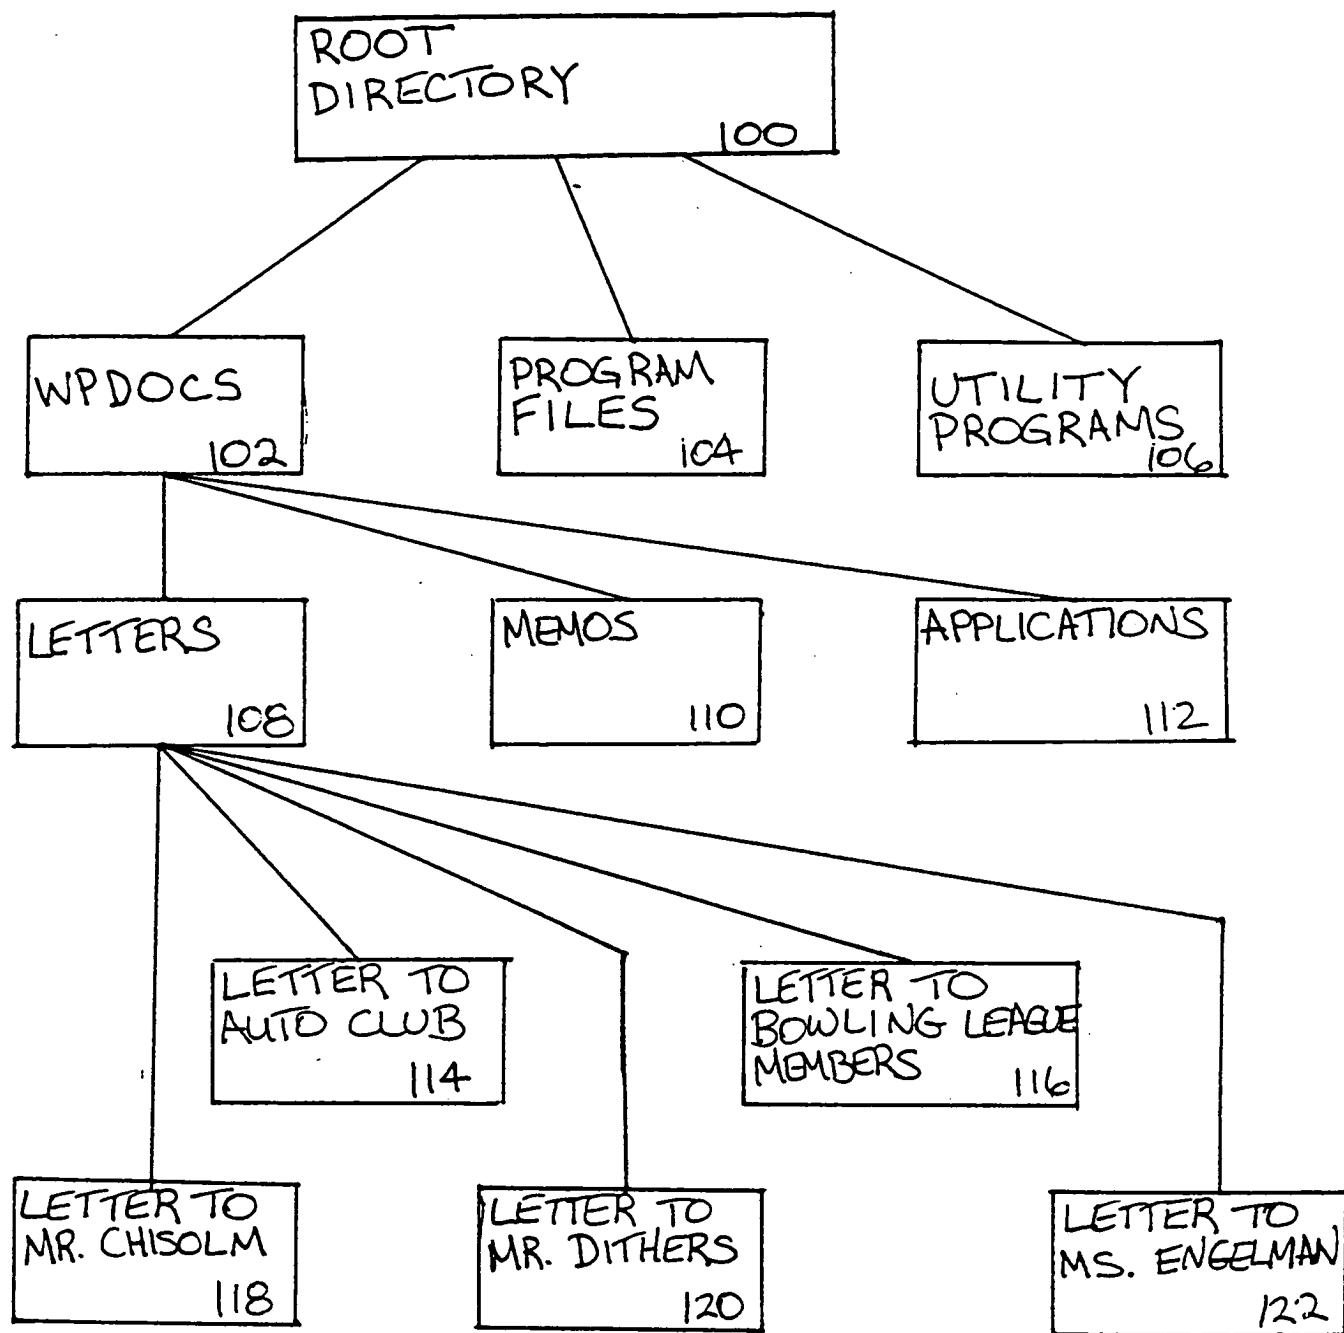 ROOT
DIRECTORY
100
WPDOCS
102
PROGRAM
FILES
104
UTILITY
PROGRAMS
106
LETTERS
108
MEMOS
110
APPLICATIONS
112
LETTER TO
AUTO CLUB
114
LETTER TO
BOWLING LEAGUE
MEMBERS
116
LETTER TO
MR. CHISOLM
118
LETTER TO
MR. DITHERS
120
LETTER TO
MS. ENGELMAN
122